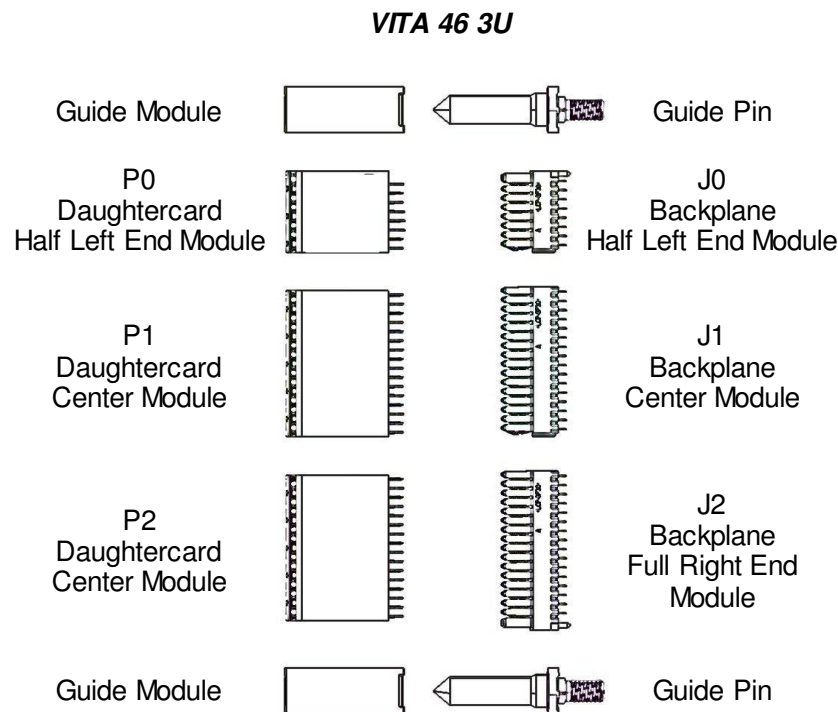 VITA 46 3U
Guide Module
Guide Pin
P0
Daughtercard
Half Left End Module
J0
Backplane
Half Left End Module
P1
Daughtercard
Center Module
J1
Backplane
Center Module
P2
Daughtercard
Center Module
J2
Backplane
Full Right End
Module
Guide Module
Guide Pin